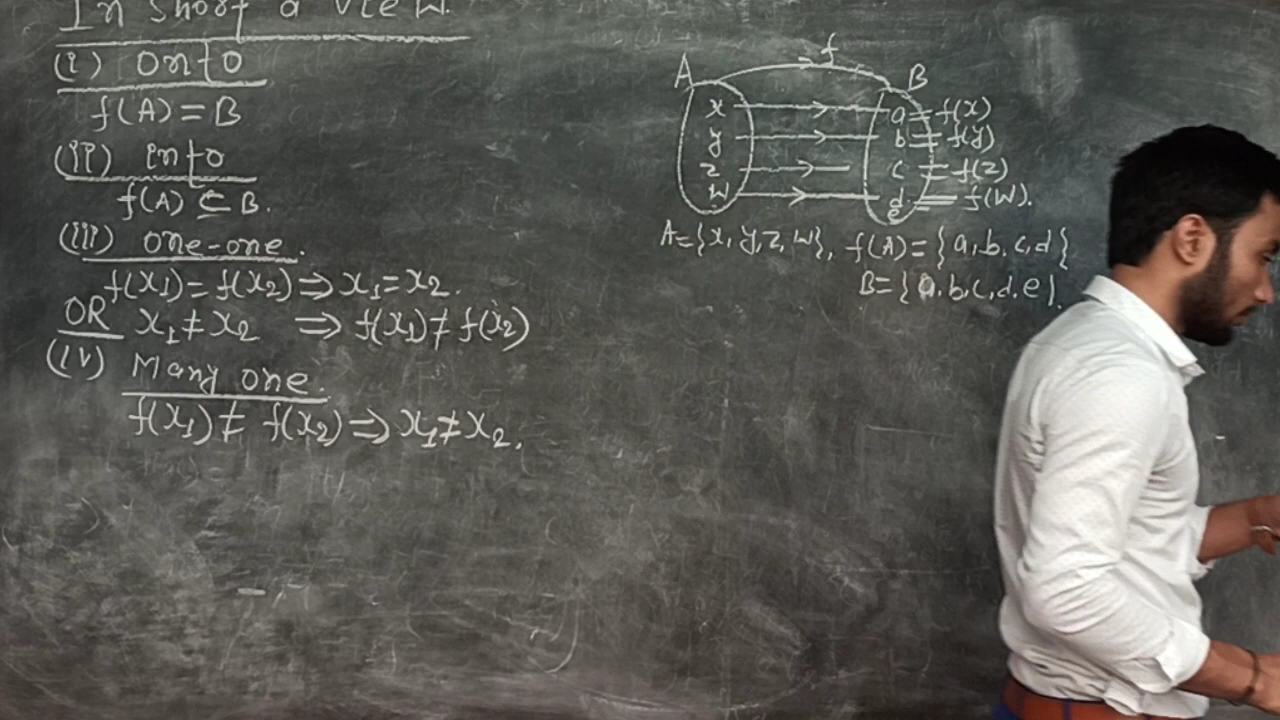 In short a view.
(i) onto
f(A) = B
(ii) into
f(A) ⊆ B.
(iii) one-one.
f(x₁) = f(x₂) ⇒ x₁ = x₂.
OR x₁ ≠ x₂ ⇒ f(x₁) ≠ f(x₂)
(iv) Many one.
f(x₁) ≠ f(x₂) ⇒ x₁ ≠ x₂.
f
A B
x a = f(x)
y b = f(y)
z c = f(z)
w d = f(w).
e
A = {x, y, z, w}, f(A) = {a, b, c, d}
B = {a, b, c, d, e}.